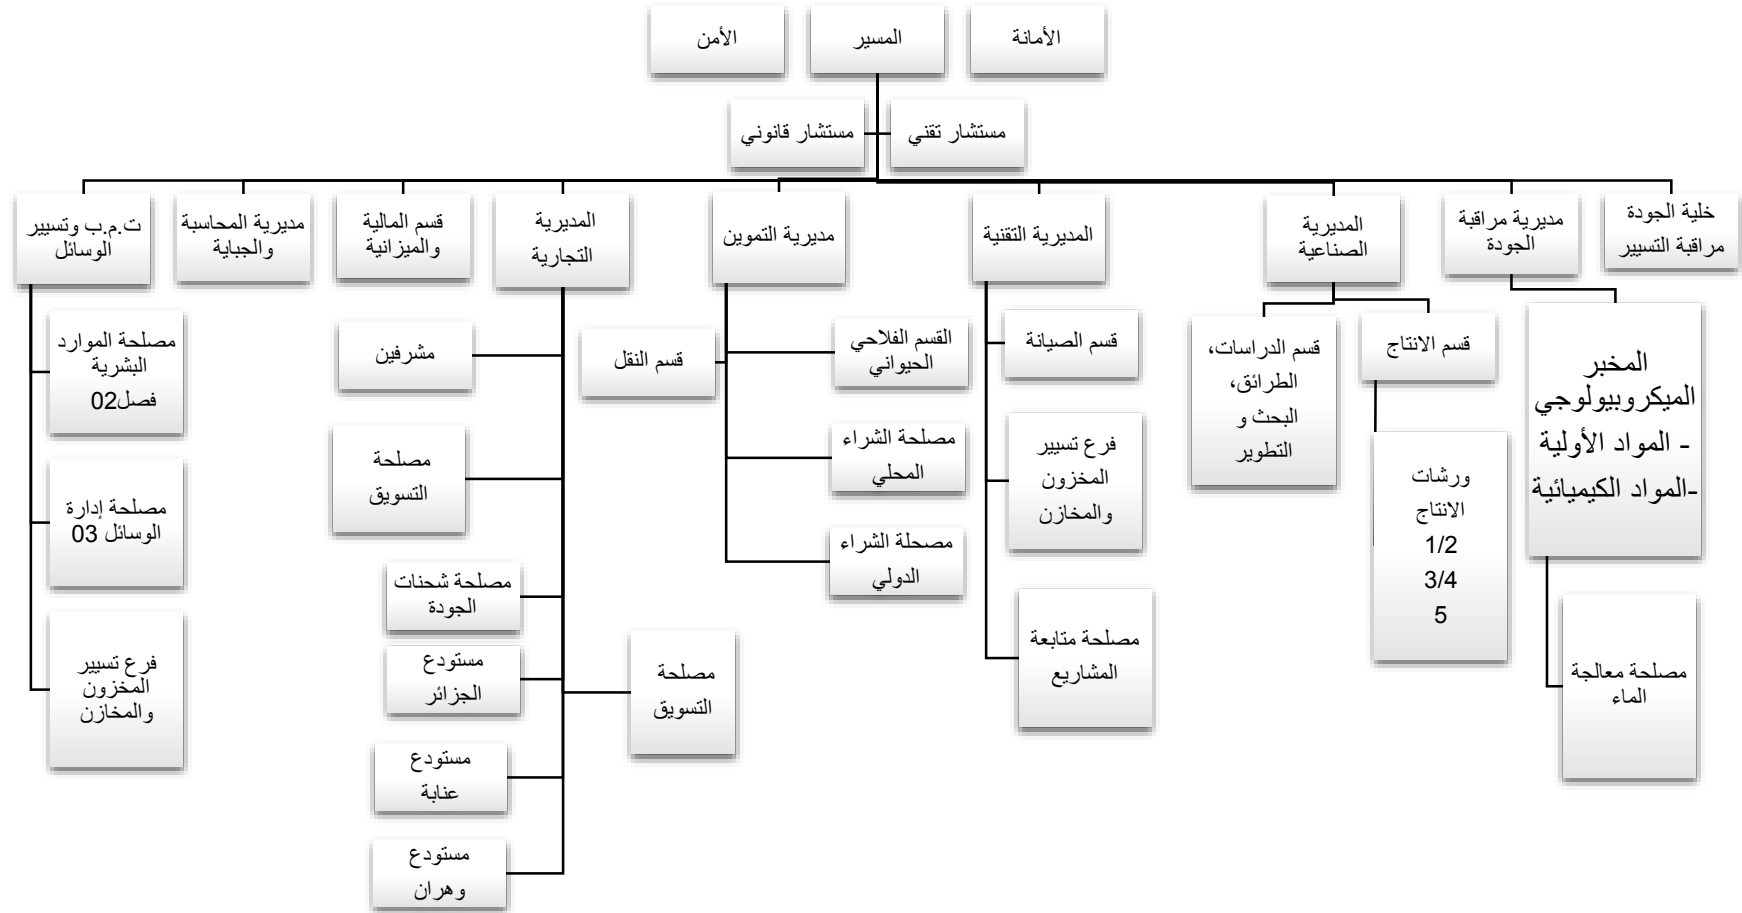 الأمانة
المسير
الأمن
مستشار تقني
مستشار قانوني
خلية الجودة
مراقبة التسيير
مديرية مراقبة
الجودة
المديرية
الصناعية
المديرية التقنية
مديرية التموين
المديرية
التجارية
قسم المالية
والميزانية
مديرية المحاسبة
والجباية
ت.م.ب وتسيير
الوسائل
المخبر
الميكروبيولوجي
- المواد الأولية
-المواد الكيميائية
مصلحة معالجة
الماء
قسم الانتاج
ورشات
الانتاج
1/2
3/4
5
قسم الدراسات،
الطرائق،
البحث و
التطوير
قسم الصيانة
فرع تسيير
المخزون
والمخازن
مصلحة متابعة
المشاريع
القسم الفلاحي
الحيواني
قسم النقل
مصلحة الشراء
المحلي
مصحلة الشراء
الدولي
مشرفين
مصلحة
التسويق
مصلحة شحنات
الجودة
مستودع
الجزائر
مصلحة
التسويق
مستودع
عنابة
مستودع
وهران
مصلحة الموارد
البشرية
فصل02
مصلحة إدارة
الوسائل 03
فرع تسيير
المخزون
والمخازن